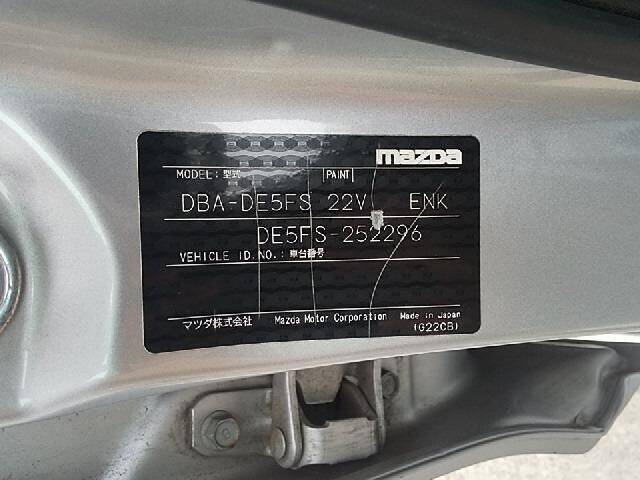 mazda
MODEL: 型式 PAINT
DBA-DE5FS 22V ENK
DE5FS-252296
VEHICLE ID.NO.: 車台番号
マツダ株式会社 Mazda Motor Corporation Made in Japan
(G22CB)